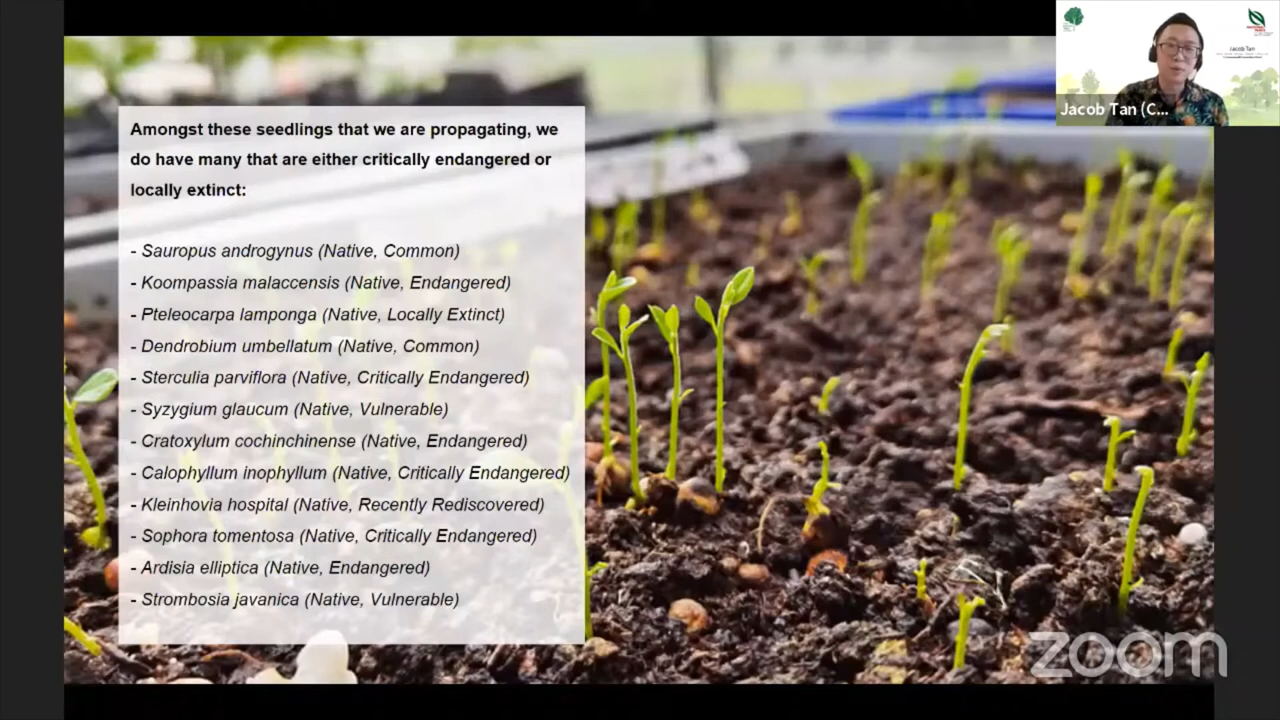 Amongst these seedlings that we are propagating, we
do have many that are either critically endangered or
locally extinct:
- Sauropus androgynus (Native, Common)
- Koompassia malaccensis (Native, Endangered)
- Pteleocarpa lamponga (Native, Locally Extinct)
- Dendrobium umbellatum (Native, Common)
- Sterculia parviflora (Native, Critically Endangered)
- Syzygium glaucum (Native, Vulnerable)
- Cratoxylum cochinchinense (Native, Endangered)
- Calophyllum inophyllum (Native, Critically Endangered)
- Kleinhovia hospital (Native, Recently Rediscovered)
- Sophora tomentosa (Native, Critically Endangered)
- Ardisia elliptica (Native, Endangered)
- Strombosia javanica (Native, Vulnerable)
Jacob Tan
Jacob Tan (C...
zoom